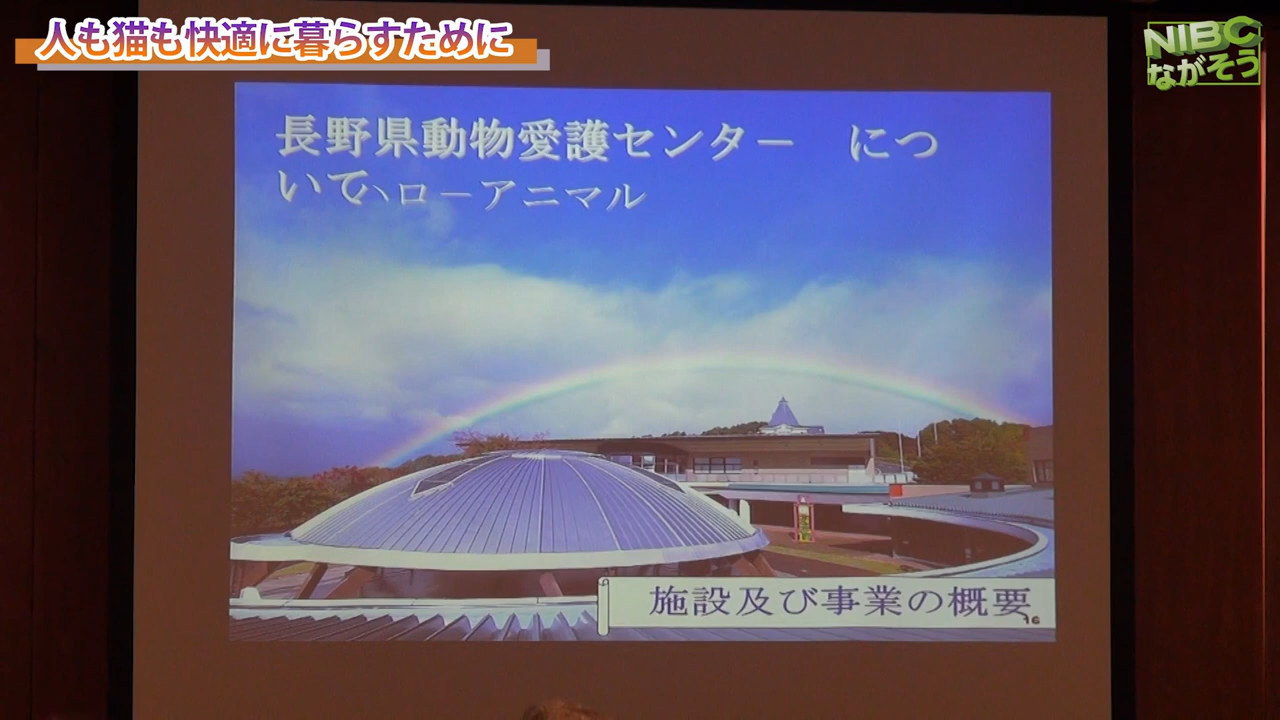 人も猫も快適に暮らすために
NIBC
ながそう
長野県動物愛護センター　につ
いて ハローアニマル
施設及び事業の概要
16